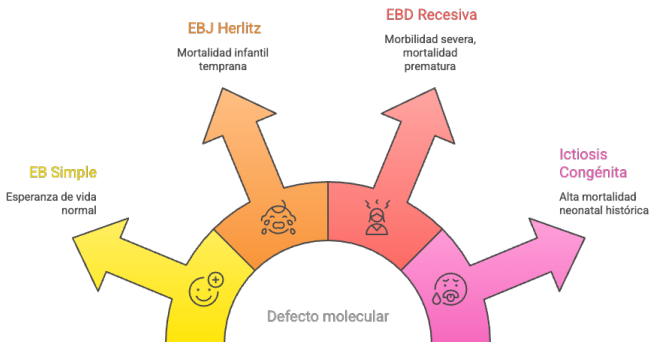 EBD Recesiva
Morbilidad severa,
mortalidad
prematura
EBJ Herlitz
Mortalidad infantil
temprana
EB Simple
Esperanza de vida
normal
Ictiosis
Congénita
Alta mortalidad
neonatal histórica
Defecto molecular